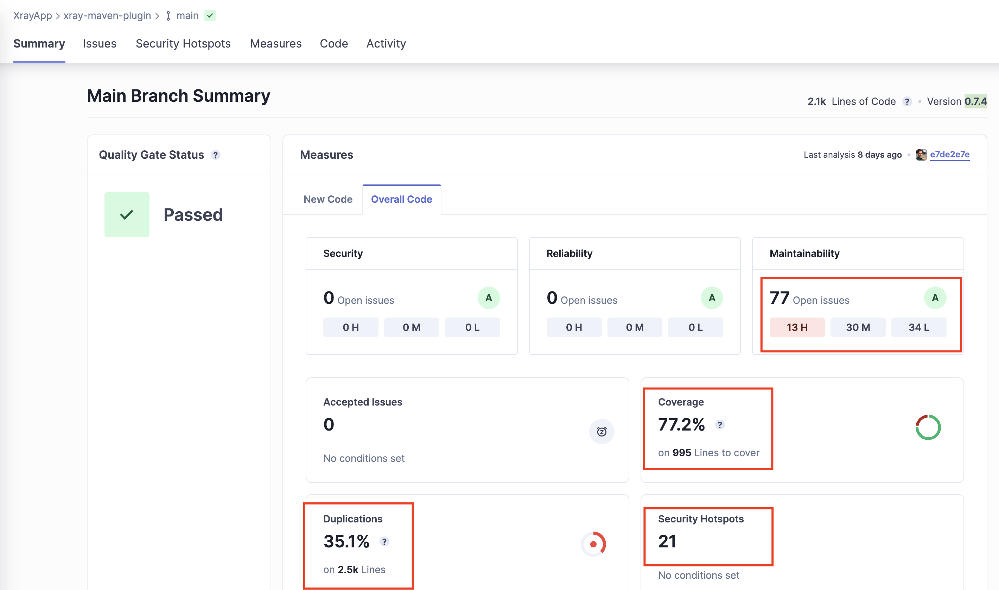 XrayApp > xray-maven-plugin > main
Summary Issues Security Hotspots Measures Code Activity
Main Branch Summary
2.1k Lines of Code ? • Version 0.7.4
Quality Gate Status ?
Passed
Measures
Last analysis 8 days ago • e7de2e7e
New Code Overall Code
Security
0 Open issues A
0 H 0 M 0 L
Reliability
0 Open issues A
0 H 0 M 0 L
Maintainability
77 Open issues A
13 H 30 M 34 L
Accepted Issues
0
No conditions set
Coverage
77.2% ?
on 995 Lines to cover
Duplications
35.1% ?
on 2.5k Lines
Security Hotspots
21
No conditions set